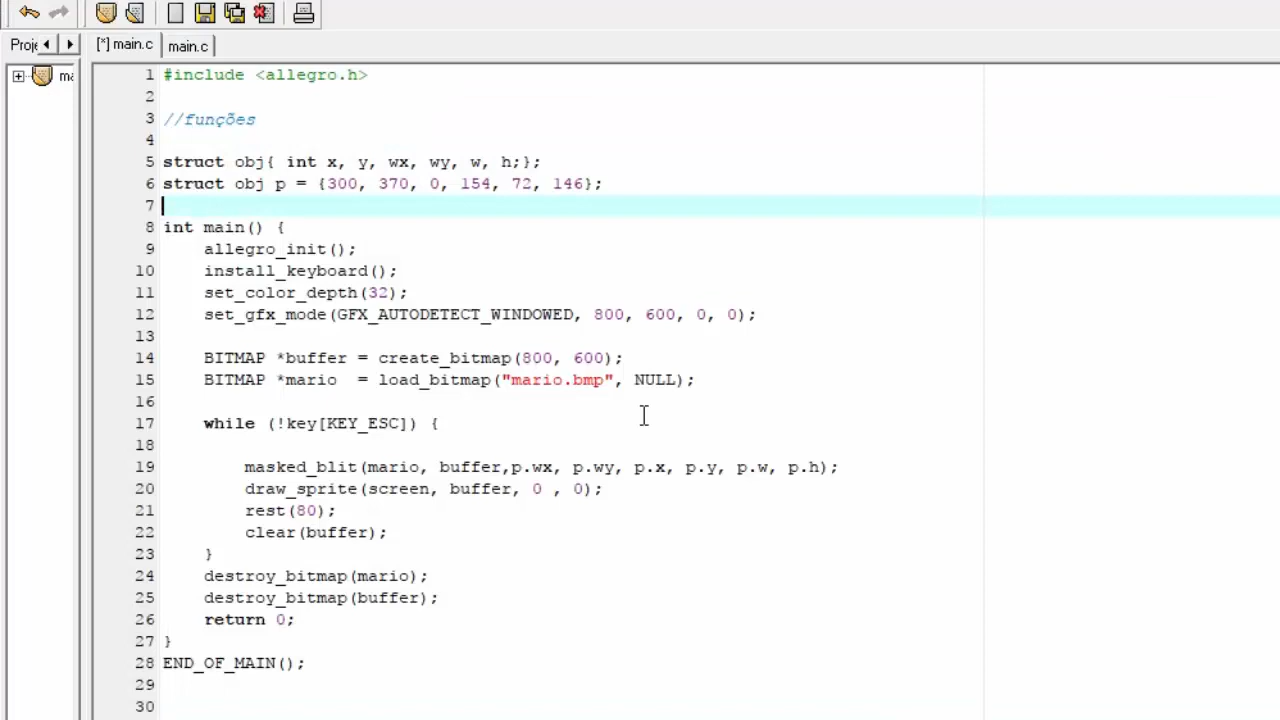 Proje
[*] main.c
main.c
ma
1 #include <allegro.h>
2
3 //funções
4
5 struct obj{ int x, y, wx, wy, w, h;};
6 struct obj p = {300, 370, 0, 154, 72, 146};
7
8 int main() {
9 allegro_init();
10 install_keyboard();
11 set_color_depth(32);
12 set_gfx_mode(GFX_AUTODETECT_WINDOWED, 800, 600, 0, 0);
13
14 BITMAP *buffer = create_bitmap(800, 600);
15 BITMAP *mario  = load_bitmap("mario.bmp", NULL);
16
17 while (!key[KEY_ESC]) {
18
19 masked_blit(mario, buffer,p.wx, p.wy, p.x, p.y, p.w, p.h);
20 draw_sprite(screen, buffer, 0 , 0);
21 rest(80);
22 clear(buffer);
23 }
24 destroy_bitmap(mario);
25 destroy_bitmap(buffer);
26 return 0;
27 }
28 END_OF_MAIN();
29
30